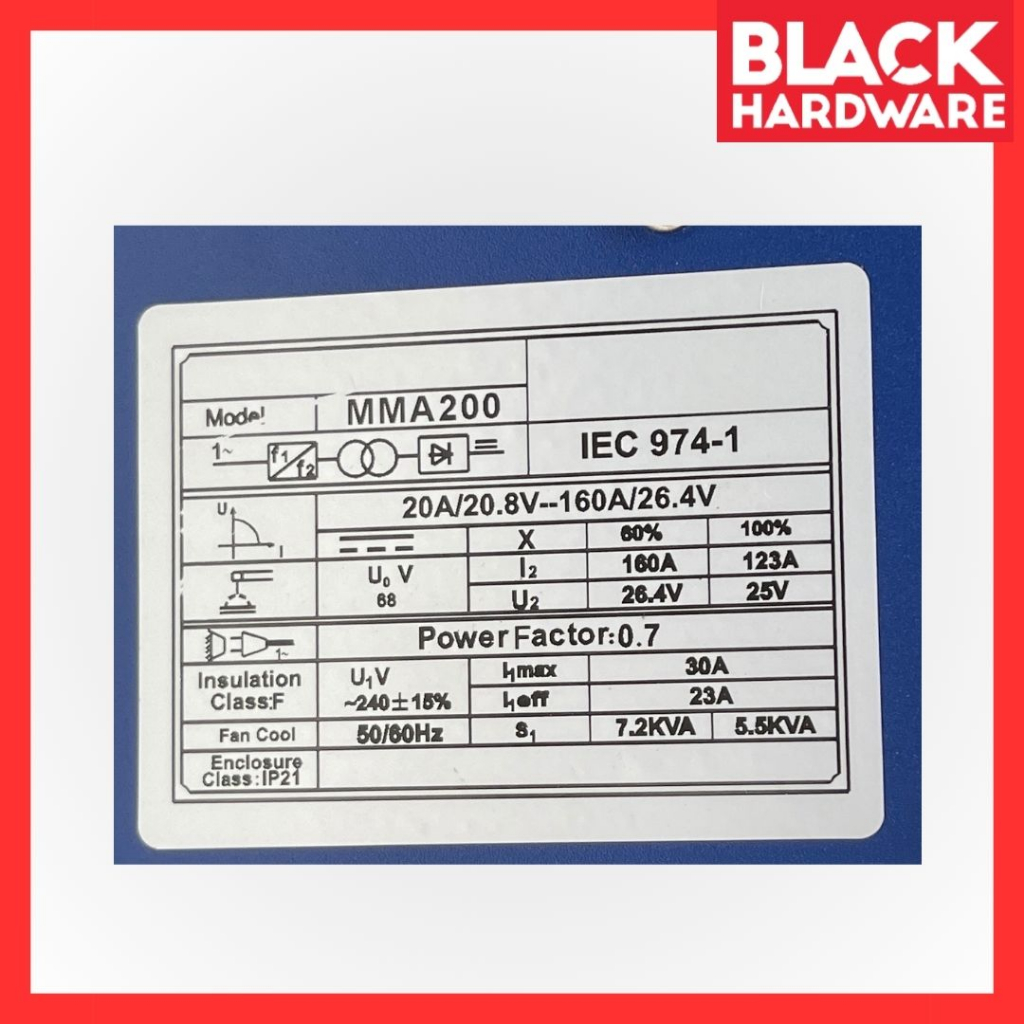 BLACK
HARDWARE
Model MMA200
1~ f1 f2
IEC 974-1
U I
20A/20.8V--160A/26.4V
X 60% 100%
U₀ V I₂ 160A 123A
68 U₂ 26.4V 25V
1~
Power Factor:0.7
Insulation
Class:F
U₁V
~240±15%
I₁max 30A
I₁eff 23A
Fan Cool 50/60Hz S₁ 7.2KVA 5.5KVA
Enclosure
Class:IP21